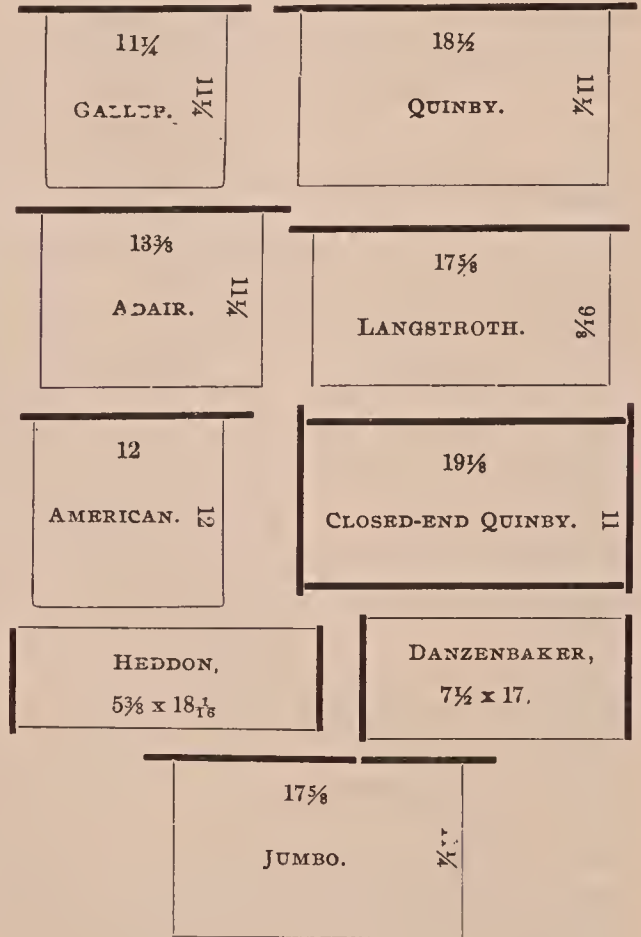 11¼
GALLUP. 11¼
18½
QUINBY. 11¼
13⅜
ADAIR. 11¼
17⅝
LANGSTROTH. 9⅛
12
AMERICAN. 12
19⅛
CLOSED-END QUINBY. 11
HEDDON,
5⅜ x 18 1/16
DANZENBAKER,
7½ x 17.
17⅝
JUMBO.